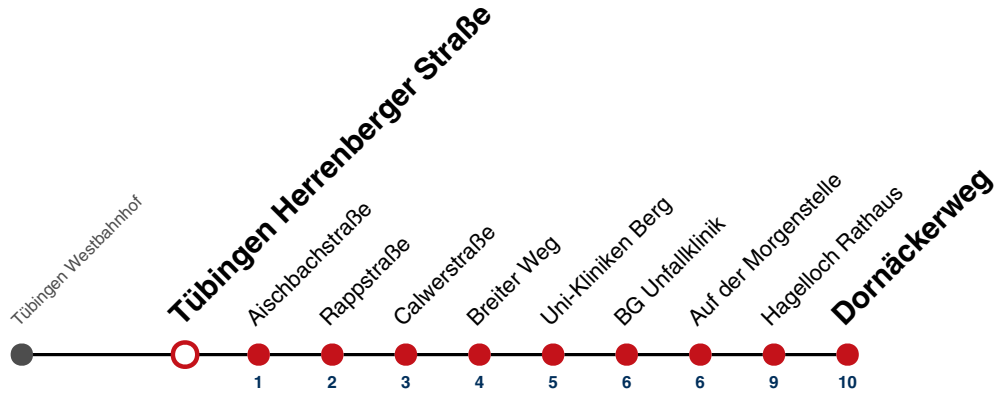 Tübingen Westbahnhof
Tübingen Herrenberger Straße
Aischbachstraße
Rappstraße
Calwerstraße
Breiter Weg
Uni-Kliniken Berg
BG Unfallklinik
Auf der Morgenstelle
Hagelloch Rathaus
Dornäckerweg
1 2 3 4 5 6 6 9 10